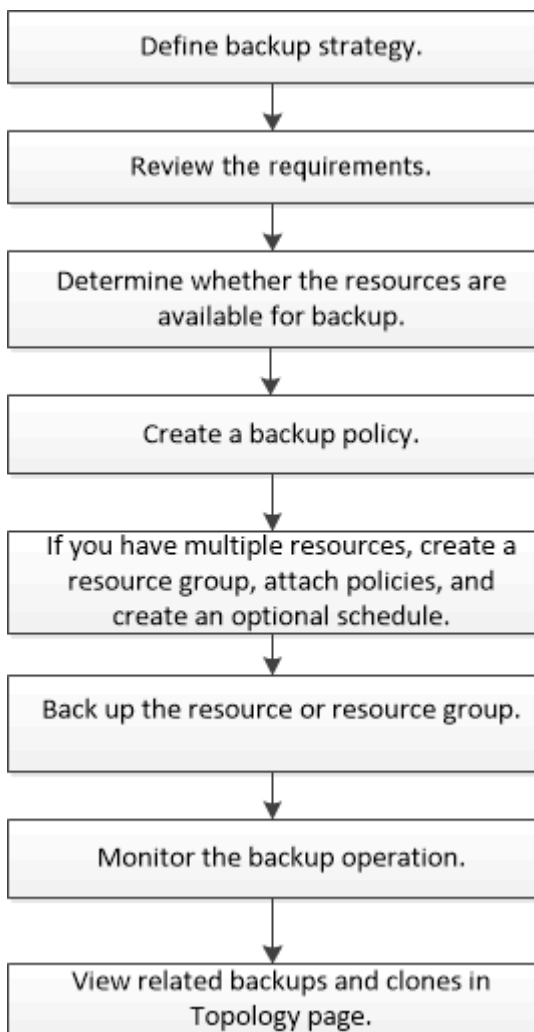 Define backup strategy.
Review the requirements.
Determine whether the resources are
available for backup.
Create a backup policy.
If you have multiple resources, create a
resource group, attach policies, and
create an optional schedule.
Back up the resource or resource group.
Monitor the backup operation.
View related backups and clones in
Topology page.